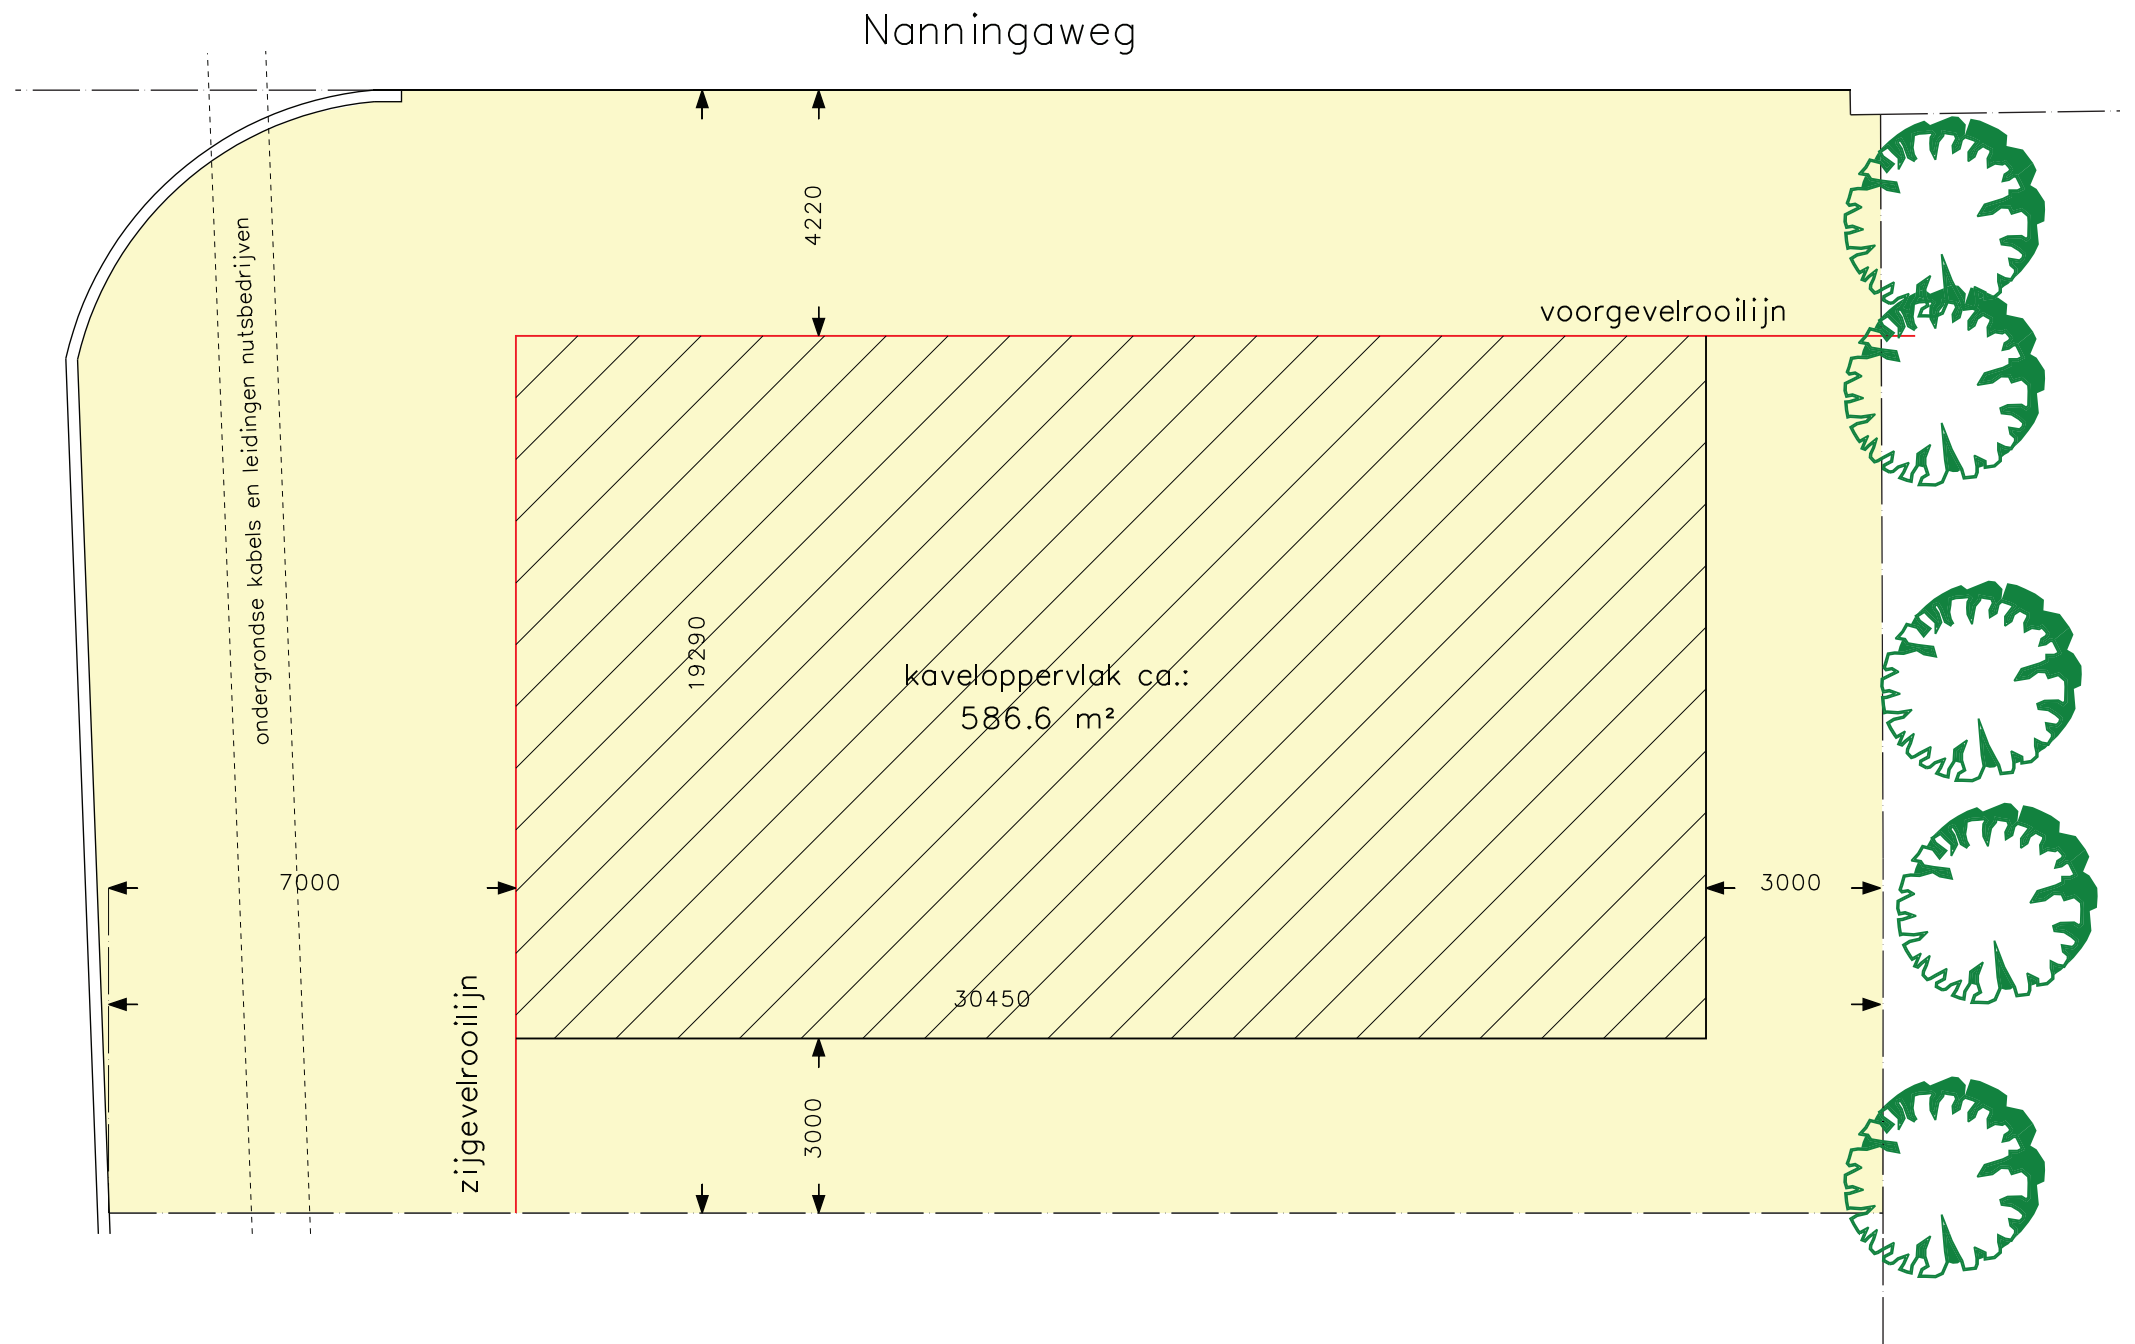 Nanningaweg
4220
ondergrondse kabels en leidingen nutsbedrijven
voorgevelrooilijn
19290
kaveloppervlak ca.:
586.6 m²
7000
3000
30450
zijgevelrooilijn
3000